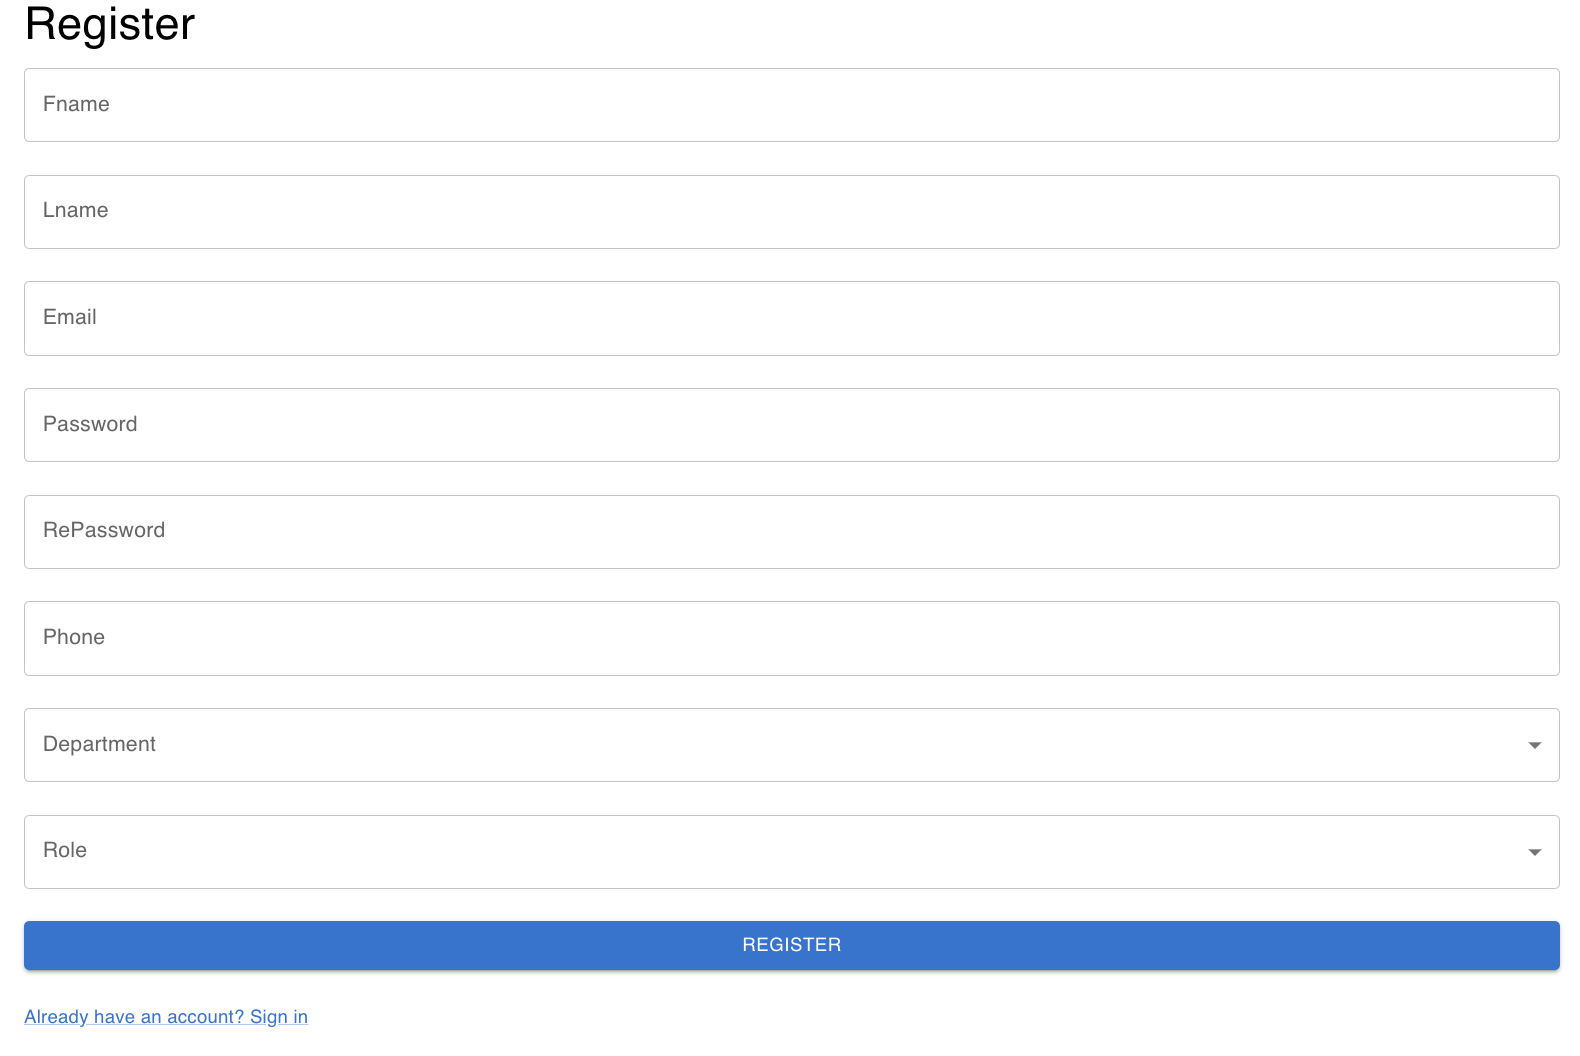 Register
Fname
Lname
Email
Password
RePassword
Phone
Department
Role
REGISTER
Already have an account? Sign in